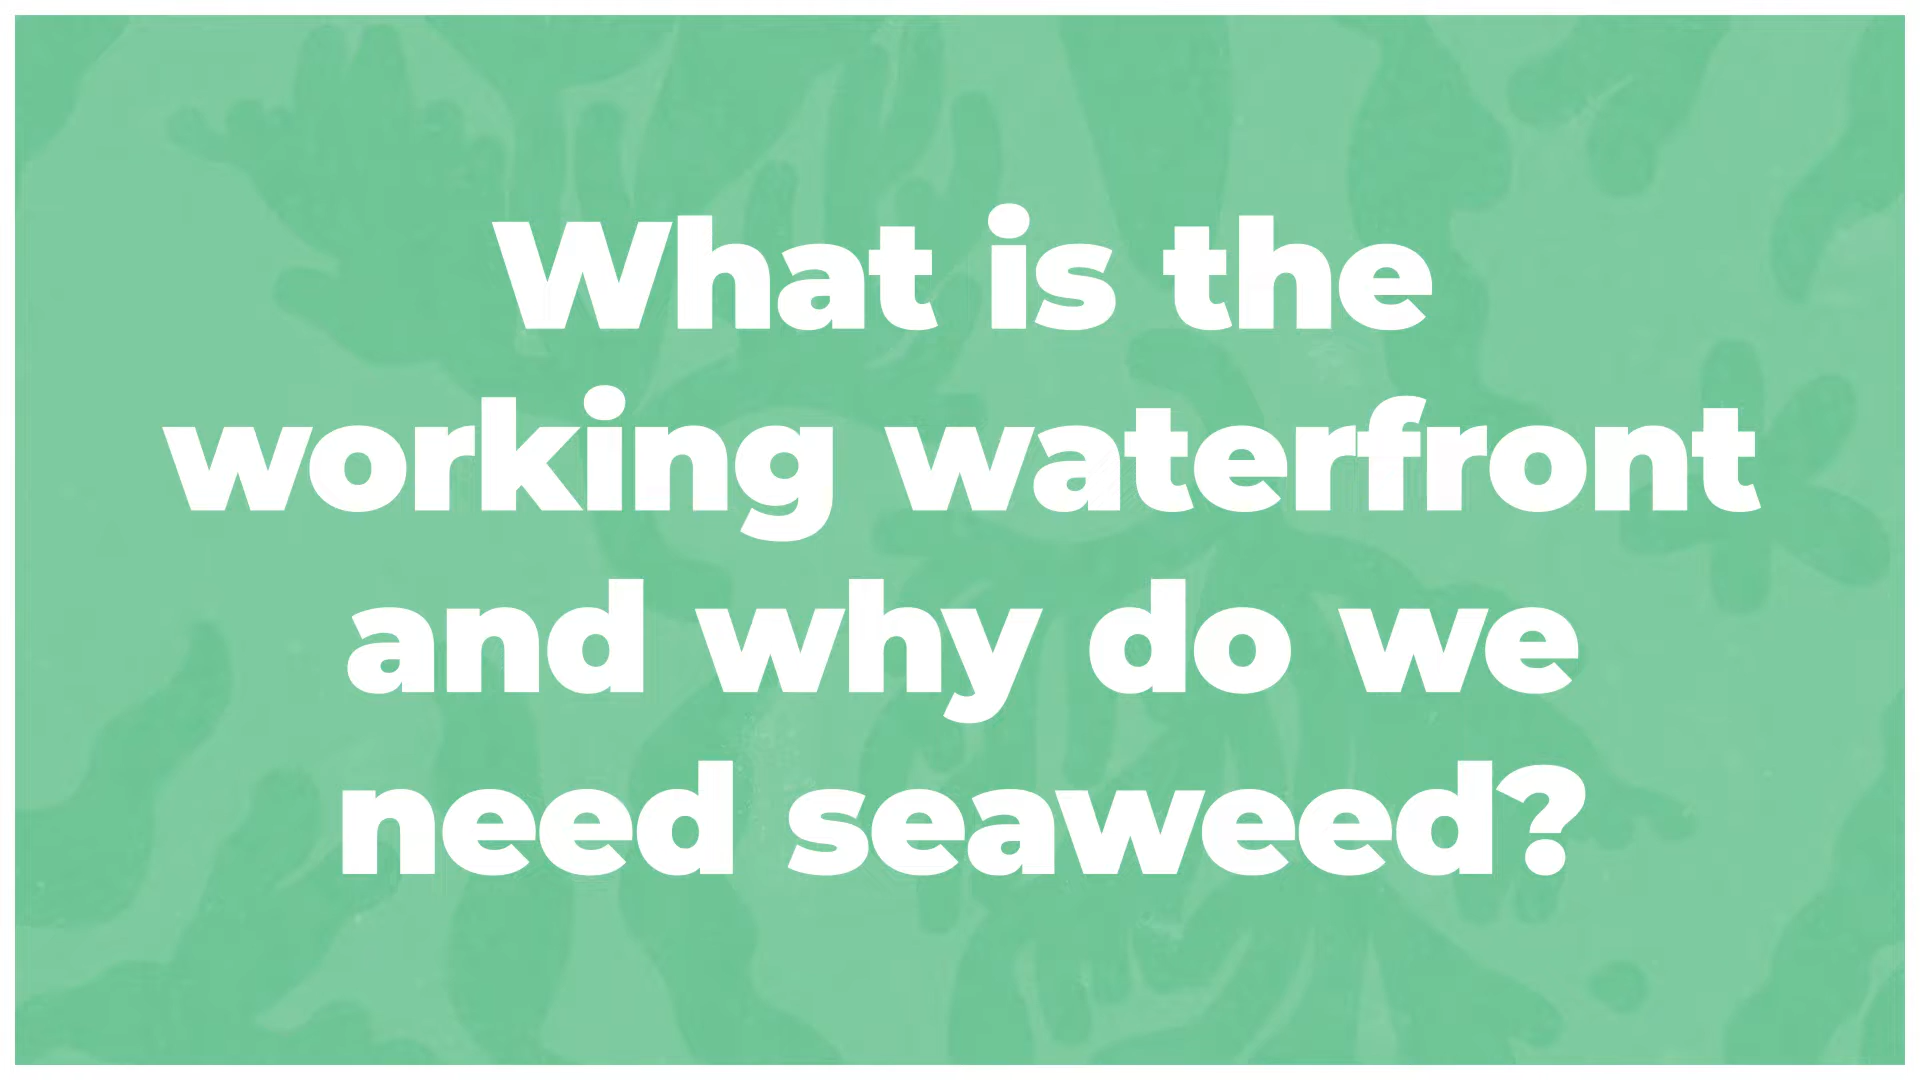 What is the
working waterfront
and why do we
need seaweed?